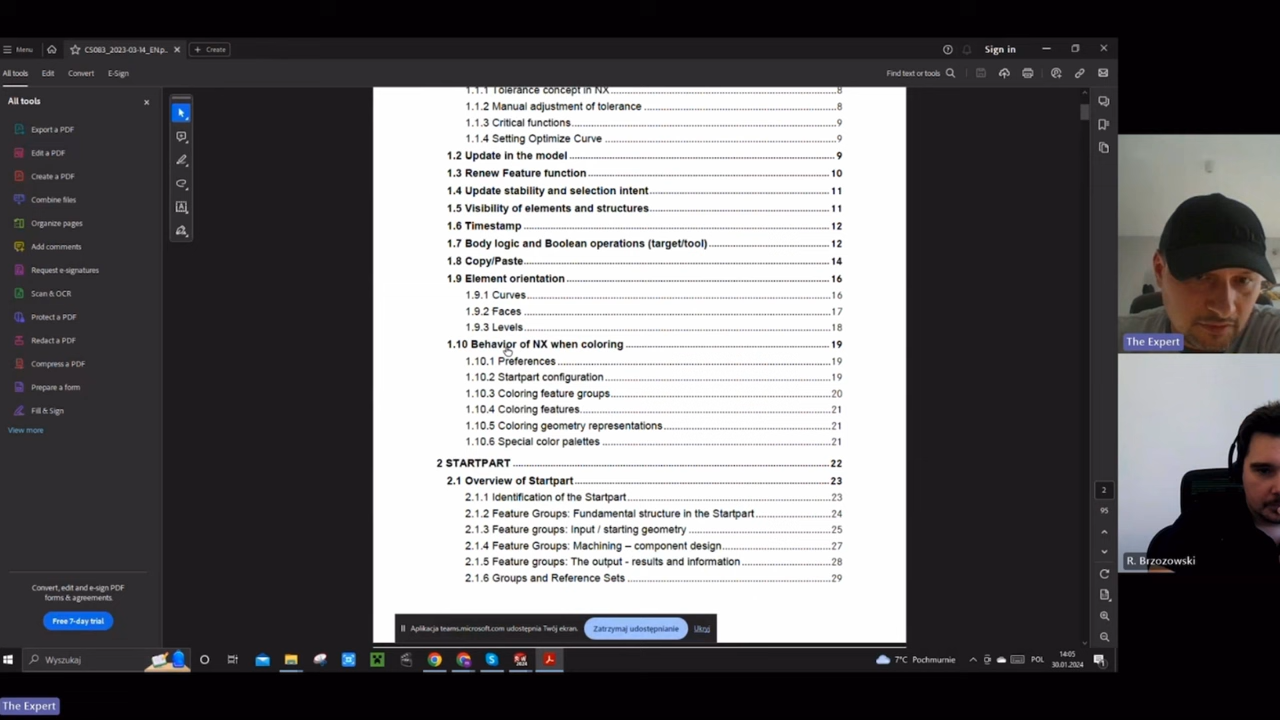 Menu
CS083_2023-03-14_EN.p...
Create
Sign in
All tools
Edit
Convert
E-Sign
Find text or tools
All tools
Export a PDF
Edit a PDF
Create a PDF
Combine files
Organize pages
Add comments
Request e-signatures
Scan & OCR
Protect a PDF
Redact a PDF
Compress a PDF
Prepare a form
Fill & Sign
View more
Convert, edit and e-sign PDF
forms & agreements.
Free 7-day trial
1.1.1 Tolerance concept in NX 8
1.1.2 Manual adjustment of tolerance 8
1.1.3 Critical functions 9
1.1.4 Setting Optimize Curve 9
1.2 Update in the model 9
1.3 Renew Feature function 10
1.4 Update stability and selection intent 11
1.5 Visibility of elements and structures 11
1.6 Timestamp 12
1.7 Body logic and Boolean operations (target/tool) 12
1.8 Copy/Paste 14
1.9 Element orientation 16
1.9.1 Curves 16
1.9.2 Faces 17
1.9.3 Levels 18
1.10 Behavior of NX when coloring 19
1.10.1 Preferences 19
1.10.2 Startpart configuration 19
1.10.3 Coloring feature groups 20
1.10.4 Coloring features 21
1.10.5 Coloring geometry representations 21
1.10.6 Special color palettes 21
2 STARTPART 22
2.1 Overview of Startpart 23
2.1.1 Identification of the Startpart 23
2.1.2 Feature Groups: Fundamental structure in the Startpart 24
2.1.3 Feature groups: Input / starting geometry 25
2.1.4 Feature Groups: Machining – component design 27
2.1.5 Feature groups: The output - results and information 28
2.1.6 Groups and Reference Sets 29
2
95
Aplikacja teams.microsoft.com udostępnia Twój ekran.
Zatrzymaj udostępnianie
Ukryj
Wyszukaj
7°C Pochmurnie
POL
14:05
30.01.2024
The Expert
R. Brzozowski
The Expert